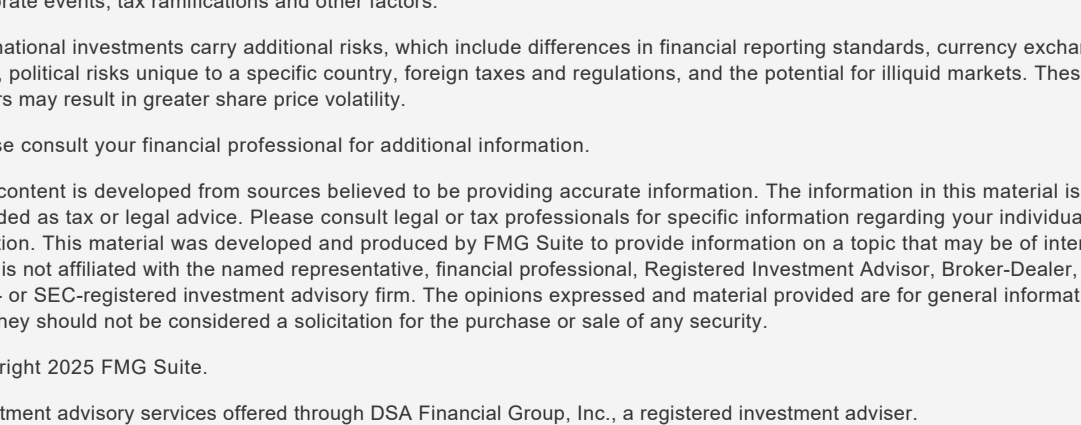 orate events, tax ramifications and other factors.
national investments carry additional risks, which include differences in financial reporting standards, currency excha
, political risks unique to a specific country, foreign taxes and regulations, and the potential for illiquid markets. Thes
rs may result in greater share price volatility.
se consult your financial professional for additional information.
content is developed from sources believed to be providing accurate information. The information in this material is
ded as tax or legal advice. Please consult legal or tax professionals for specific information regarding your individua
tion. This material was developed and produced by FMG Suite to provide information on a topic that may be of inter
is not affiliated with the named representative, financial professional, Registered Investment Advisor, Broker-Dealer,
- or SEC-registered investment advisory firm. The opinions expressed and material provided are for general informat
hey should not be considered a solicitation for the purchase or sale of any security.
right 2025 FMG Suite.
tment advisory services offered through DSA Financial Group, Inc., a registered investment adviser.